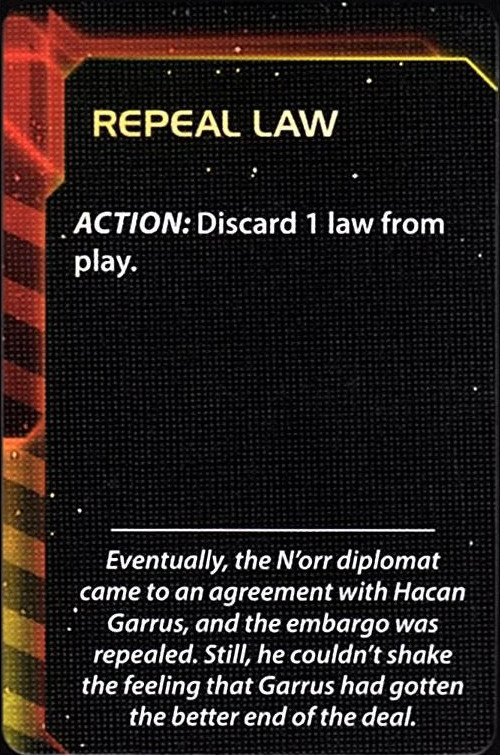 REPEAL LAW
ACTION: Discard 1 law from
play.
Eventually, the N'orr diplomat
came to an agreement with Hacan
Garrus, and the embargo was
repealed. Still, he couldn't shake
the feeling that Garrus had gotten
the better end of the deal.